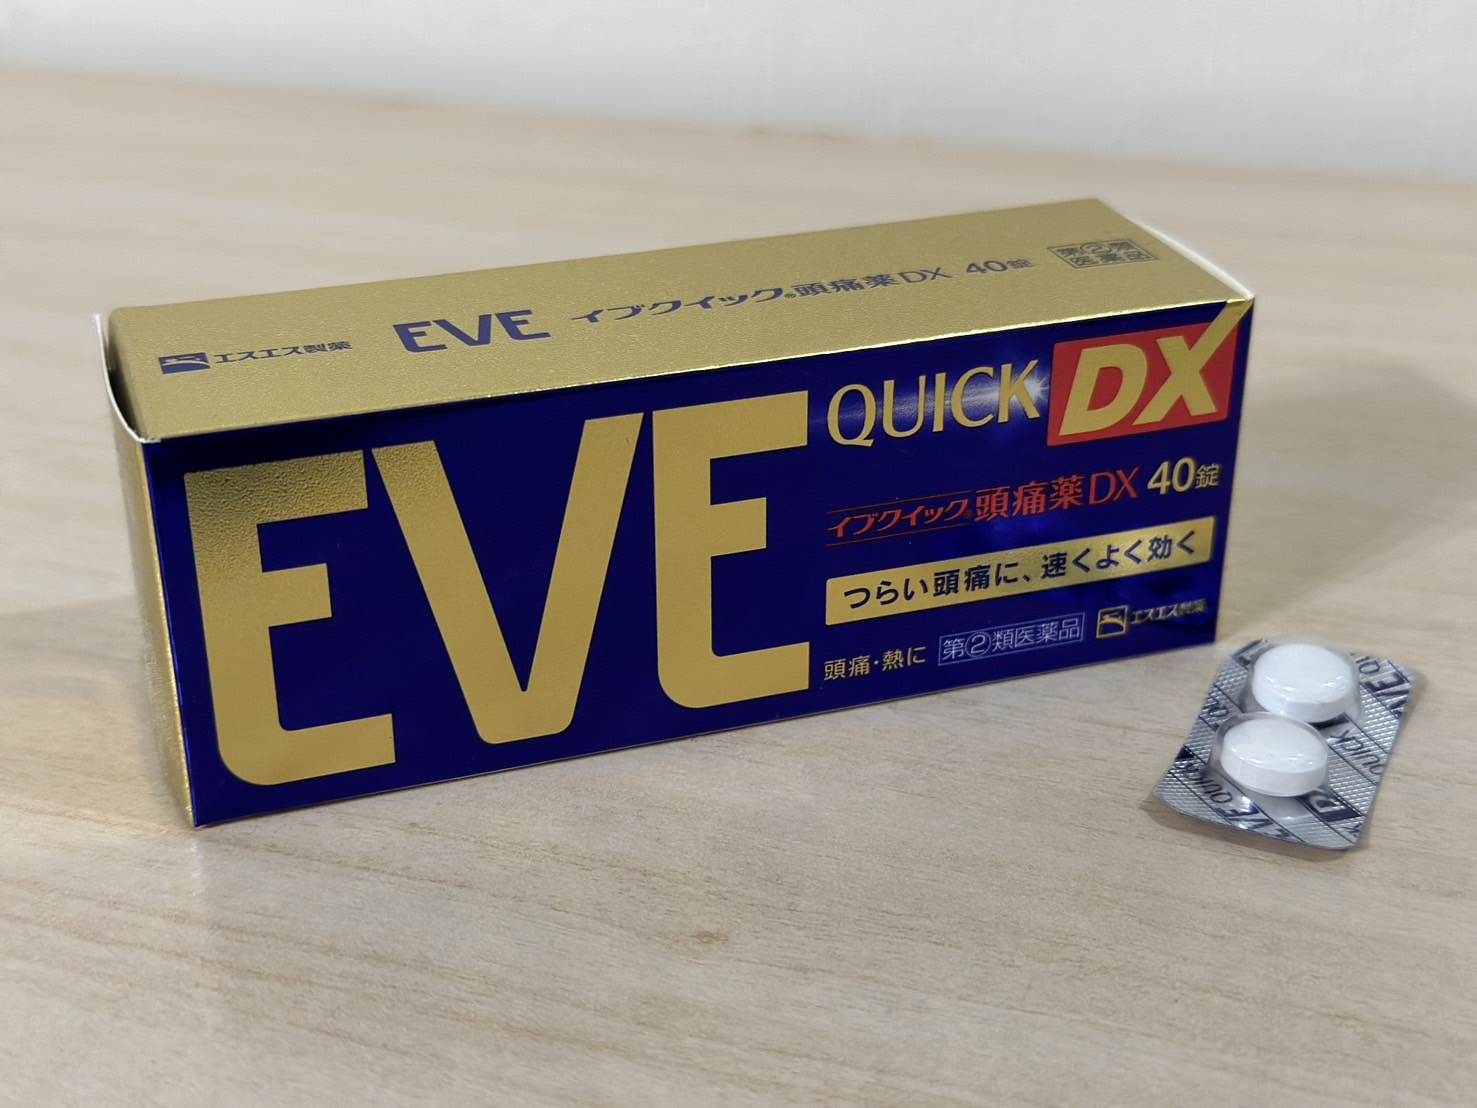 エスエス製薬 EVE イブクイック®頭痛薬DX 40錠 第②類医薬品
EVE
QUICK DX
イブクイック®頭痛薬DX 40錠
つらい頭痛に、速くよく効く
頭痛・熱に 第②類医薬品 エスエス製薬
EVE QUICK